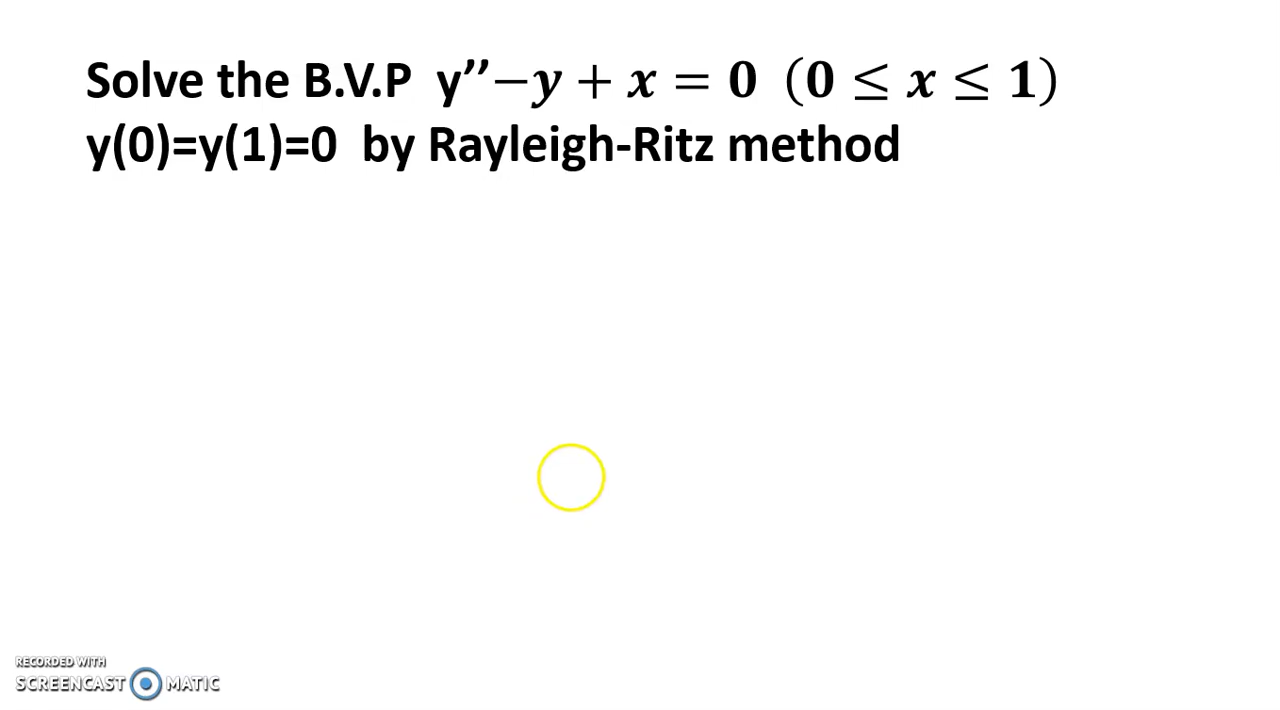 Solve the B.V.P y’’−y + x = 0 (0 ≤ x ≤ 1)
y(0)=y(1)=0 by Rayleigh-Ritz method
RECORDED WITH
SCREENCAST MATIC